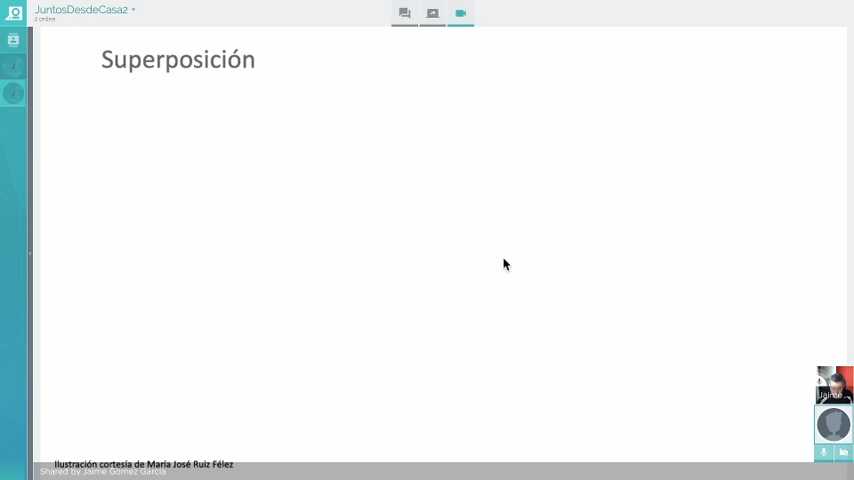 JuntosDesdeCasa2
2 online
Superposición
Jaime
Ilustración cortesía de María José Ruiz Félez
Shared by Jaime Gómez García